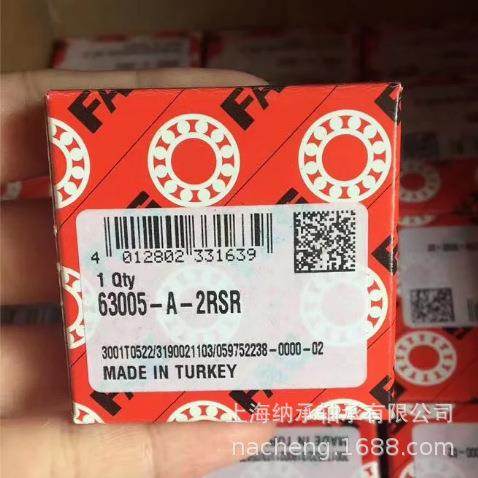 FAG
FAG
4 012802 331639
1 Qty
63005-A-2RSR
3001T0522/3190021103/059752238-0000-02
MADE IN TURKEY
上海纳承轴承有限公司
nacheng.1688.com